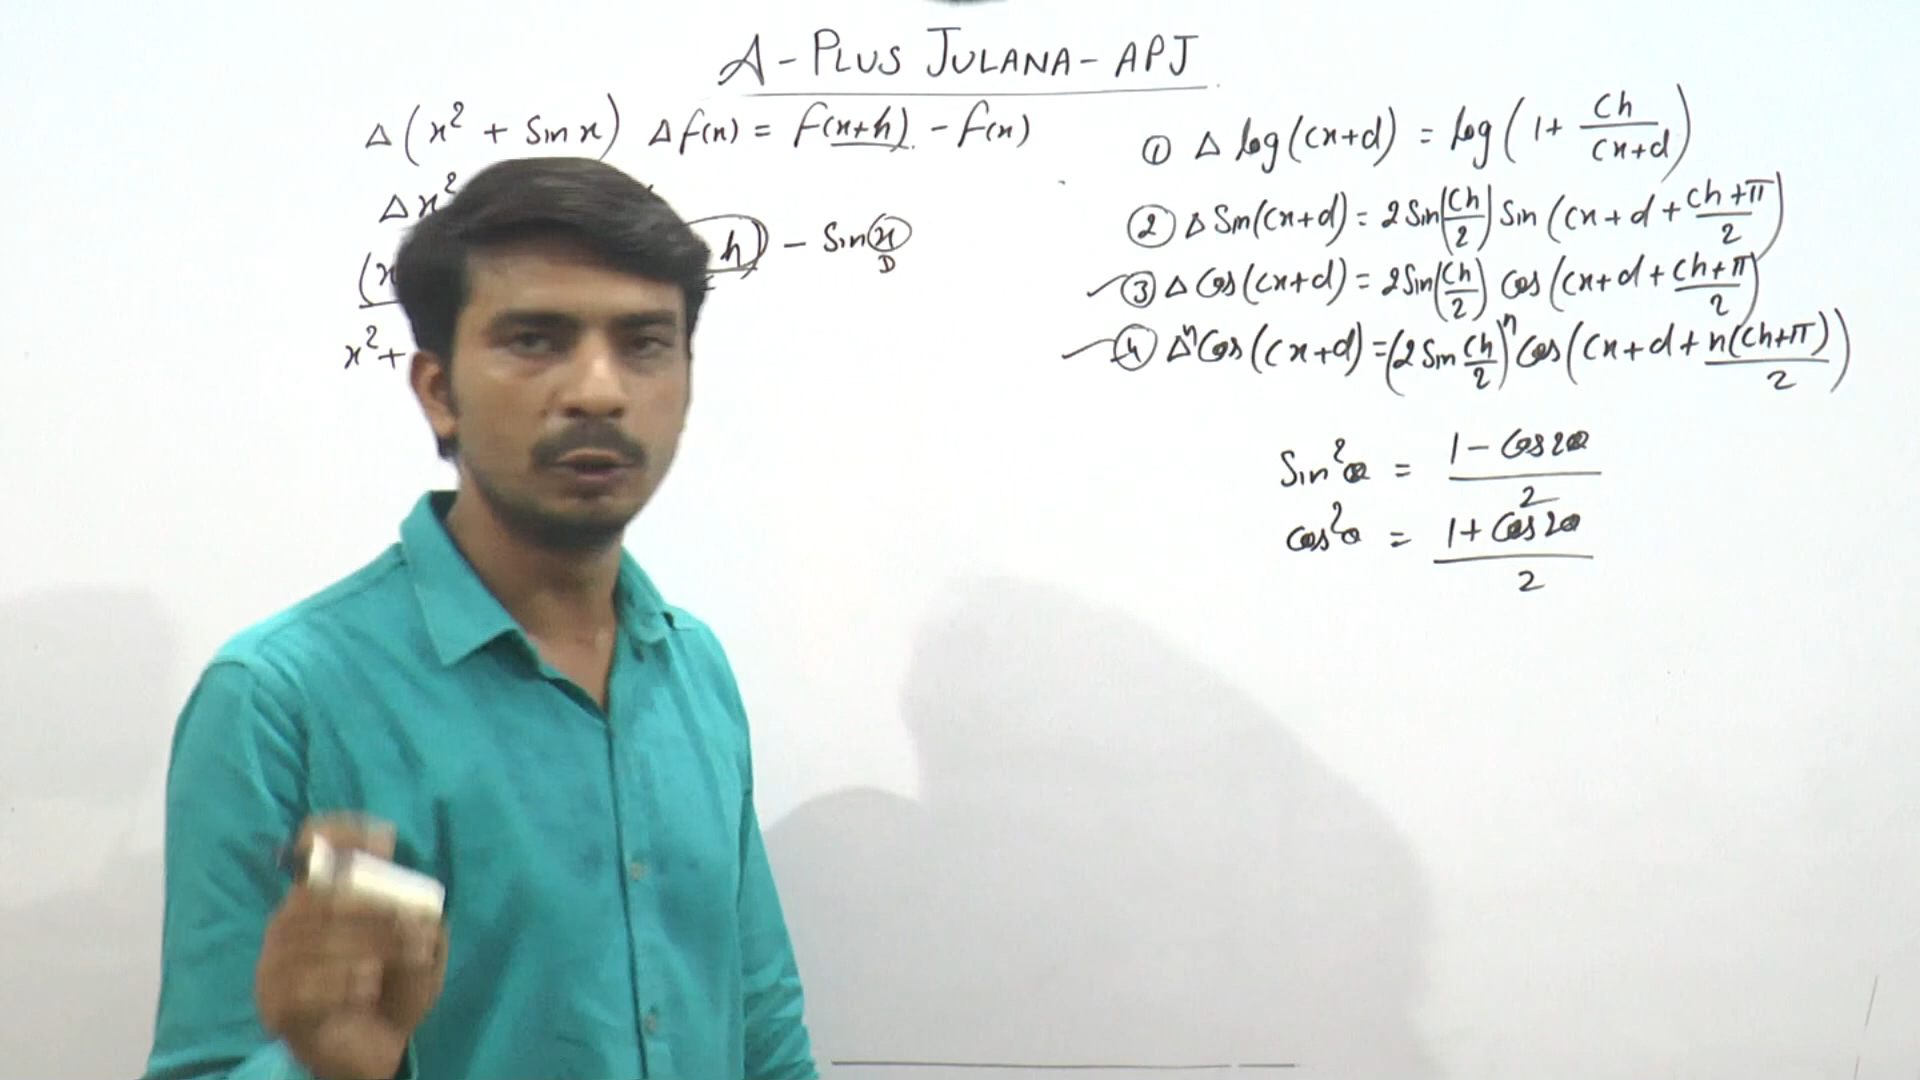 A-PLUS JULANA-APJ
Δ(x² + Sin x) Δf(x) = f(x+h) - f(x)
Δx²
h) - Sin(x)
D
(x
x²+
① Δ log(cx+d) = log(1+ ch/(cx+d))
② Δ Sin(cx+d) = 2 Sin(ch/2) Sin(cx+d+(ch+π)/2)
③ Δ Cos(cx+d) = 2 Sin(ch/2) Cos(cx+d+(ch+π)/2)
④ Δⁿ Cos(cx+d) = (2 Sin ch/2)ⁿ Cos(cx+d+n(ch+π)/2)
Sin²θ = (1-Cos2θ)/2
Cos²θ = (1+Cos2θ)/2